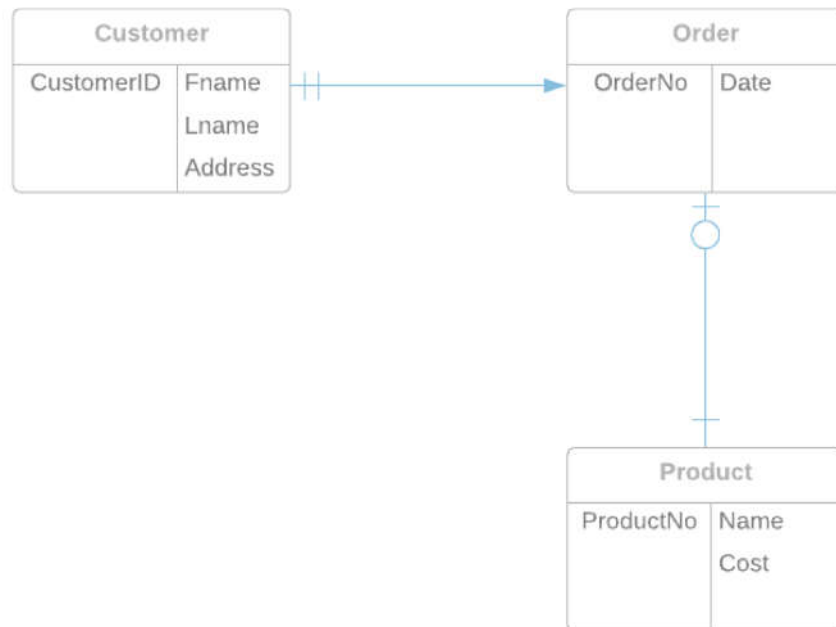 Customer
CustomerID Fname
Lname
Address
Order
OrderNo Date
Product
ProductNo Name
Cost